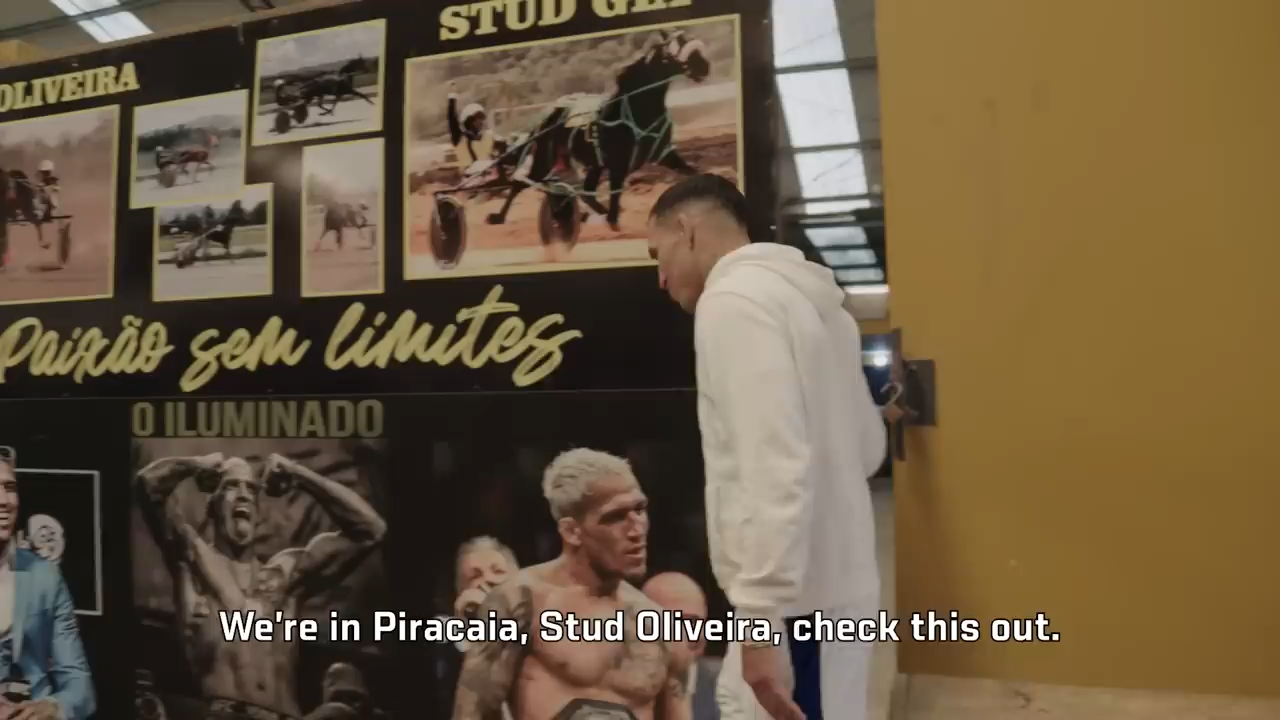 STUD
OLIVEIRA
Paixão sem limites
O ILUMINADO
We're in Piracaia, Stud Oliveira, check this out.